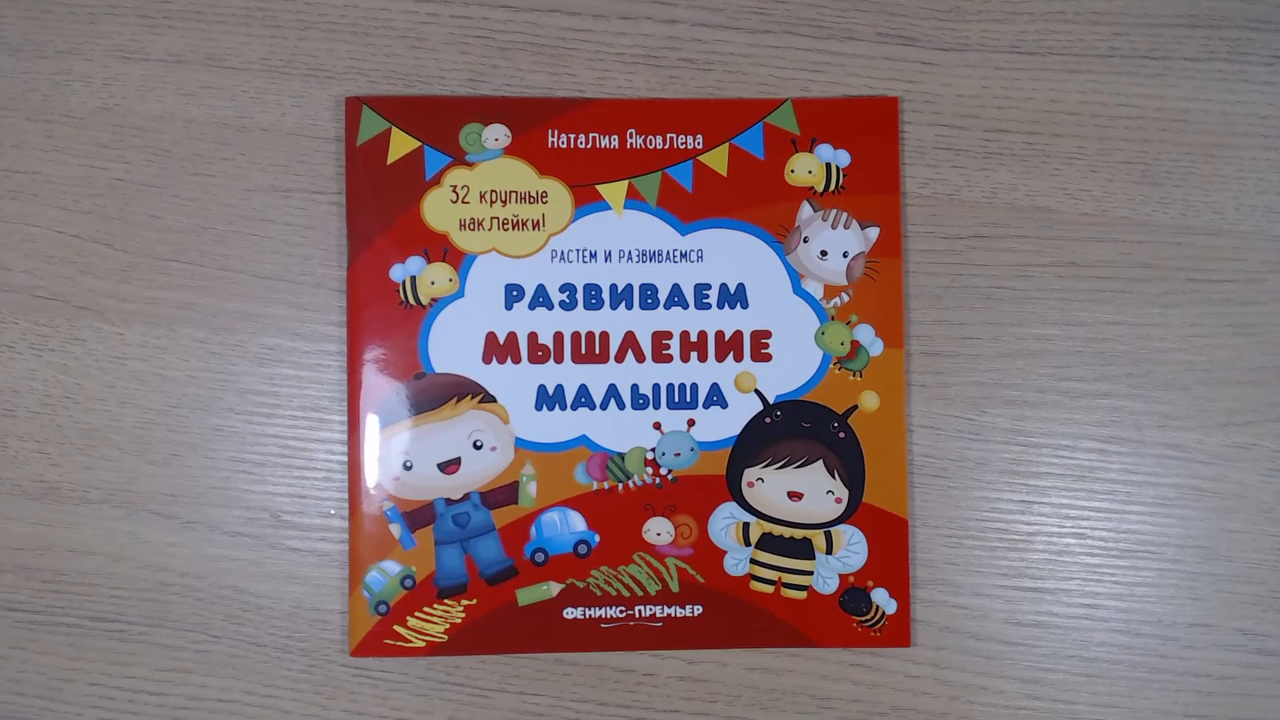 Наталия Яковлева
32 крупные
наклейки!
РАСТЁМ И РАЗВИВАЕМСЯ
РАЗВИВАЕМ
МЫШЛЕНИЕ
МАЛЫША
ФЕНИКС-ПРЕМЬЕР